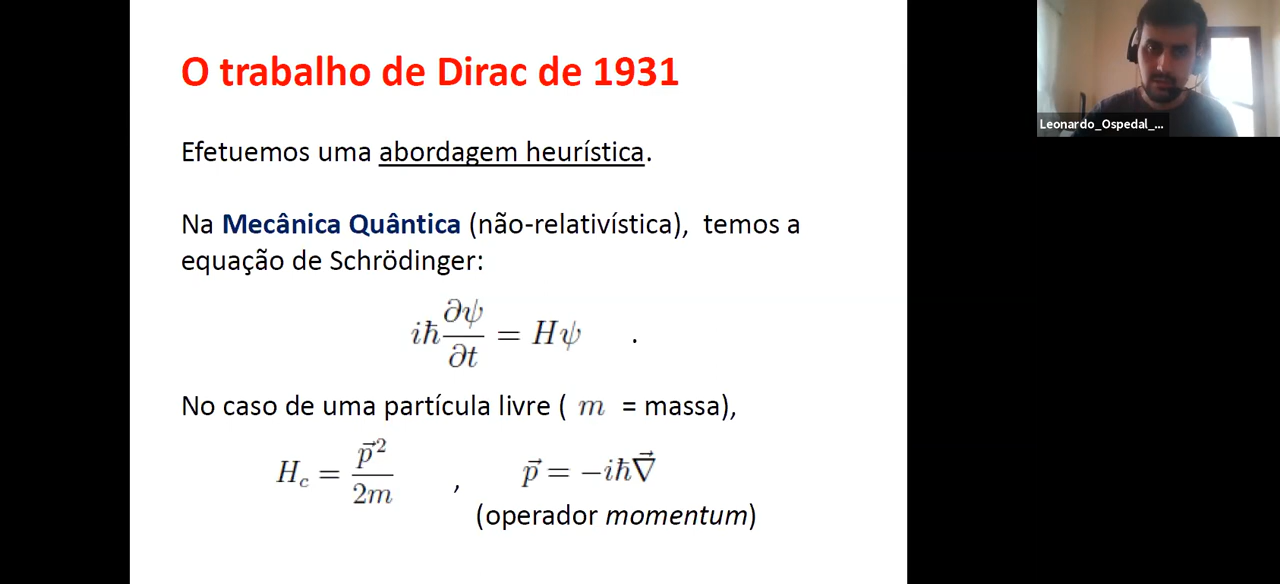 O trabalho de Dirac de 1931
Leonardo_Ospedal_...
Efetuemos uma abordagem heurística.
Na Mecânica Quântica (não-relativística), temos a
equação de Schrödinger:
iħ ∂ψ/∂t = Hψ .
No caso de uma partícula livre ( m = massa),
H_c = p⃗²/2m , p⃗ = −iħ∇⃗
(operador momentum)